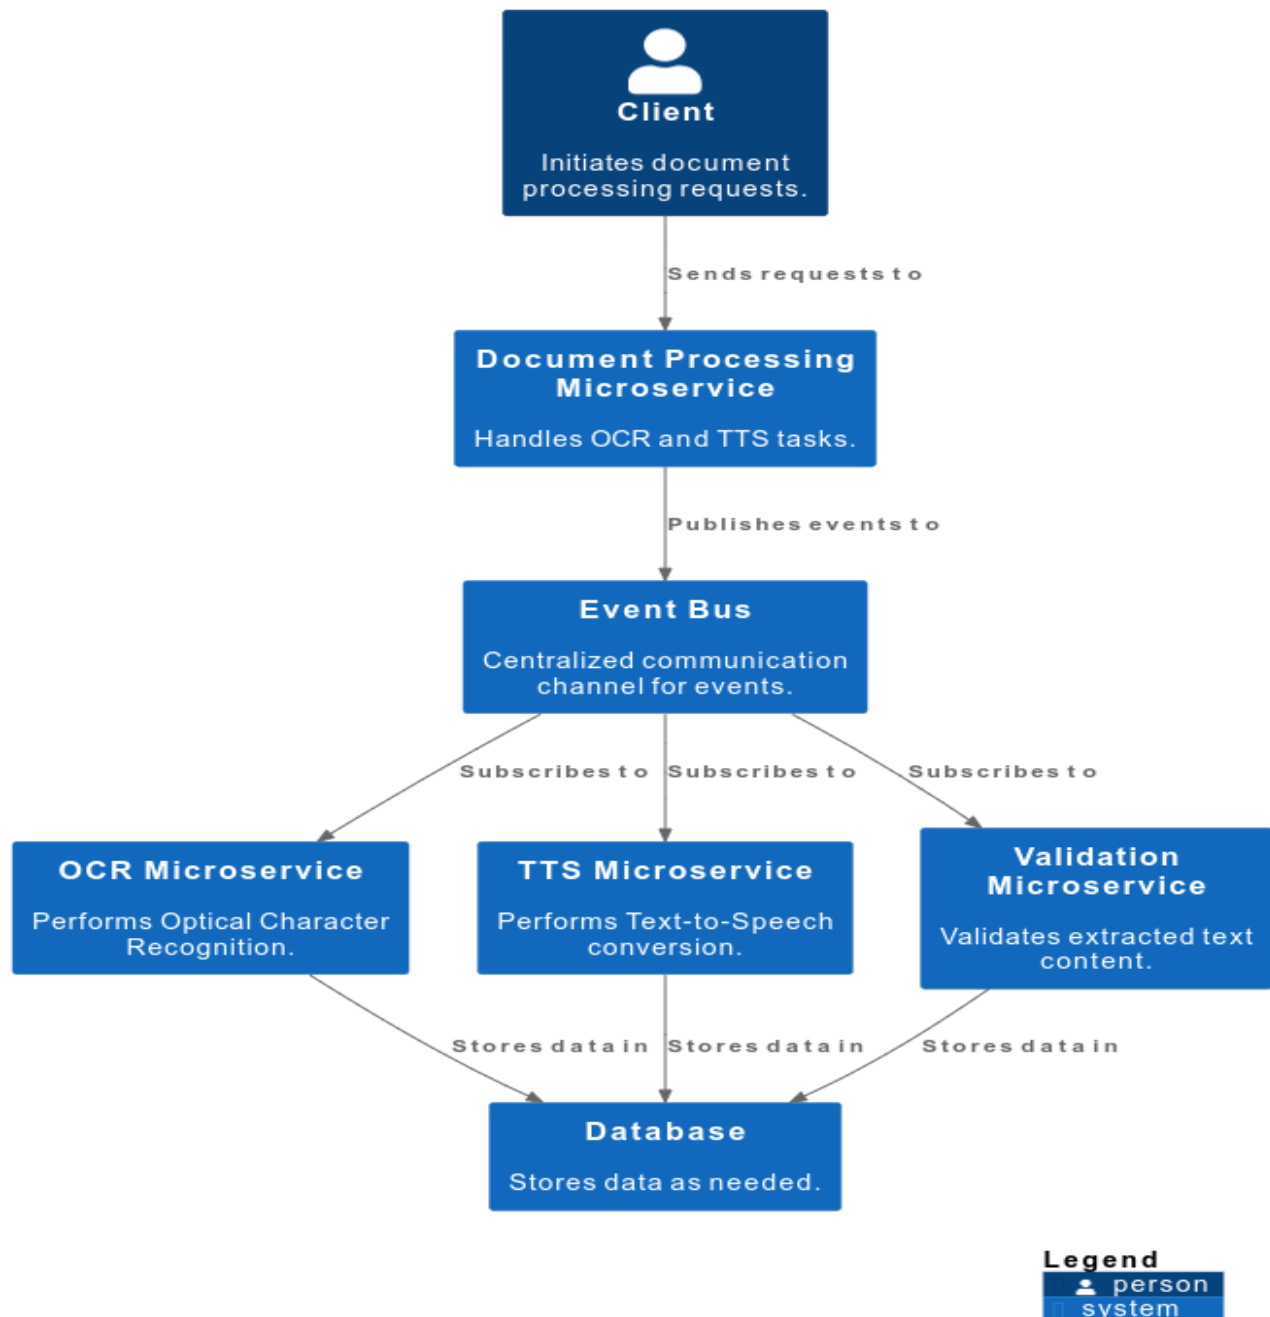 Client
Initiates document
processing requests.
Sends requests to
Document Processing
Microservice
Handles OCR and TTS tasks.
Publishes events to
Event Bus
Centralized communication
channel for events.
Subscribes to
Subscribes to
Subscribes to
OCR Microservice
Performs Optical Character
Recognition.
TTS Microservice
Performs Text-to-Speech
conversion.
Validation
Microservice
Validates extracted text
content.
Stores data in
Stores data in
Stores data in
Database
Stores data as needed.
Legend
person
system